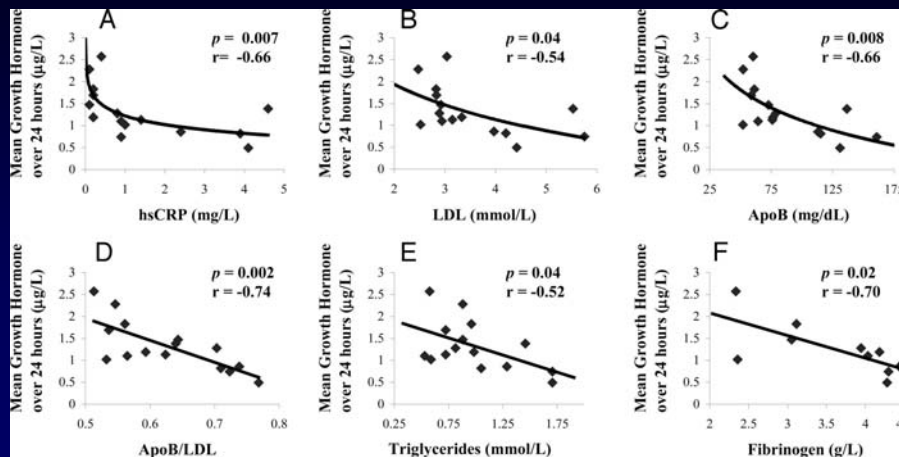 A
p = 0.007
r= -0.66
Mean Growth Hormone
over 24 hours (µg/L)
3
2.5
2
1.5
1
0.5
0
0
1
2
3
4
5
hsCRP (mg/L)
B
p = 0.04
r= -0.54
Mean Growth Hormone
over 24 hours (µg/L)
3
2.5
2
1.5
1
0.5
0
2
3
4
5
6
LDL (mmol/L)
C
p = 0.008
r= -0.66
Mean Growth Hormone
over 24 hours (µg/L)
3
2.5
2
1.5
1
0.5
0
25
75
125
175
ApoB (mg/dL)
D
p = 0.002
r= -0.74
Mean Growth Hormone
over 24 hours (µg/L)
3
2.5
2
1.5
1
0.5
0
0.5
0.6
0.7
0.8
ApoB/LDL
E
p = 0.04
r= -0.52
Mean Growth Hormone
over 24 hours (µg/L)
3
2.5
2
1.5
1
0.5
0
0.25
0.75
1.25
1.75
Triglycerides (mmol/L)
F
p = 0.02
r = -0.70
Mean Growth Hormone
over 24 hours (µg/L)
3
2.5
2
1.5
1
0.5
0
2
2.5
3
3.5
4
Fibrinogen (g/L)